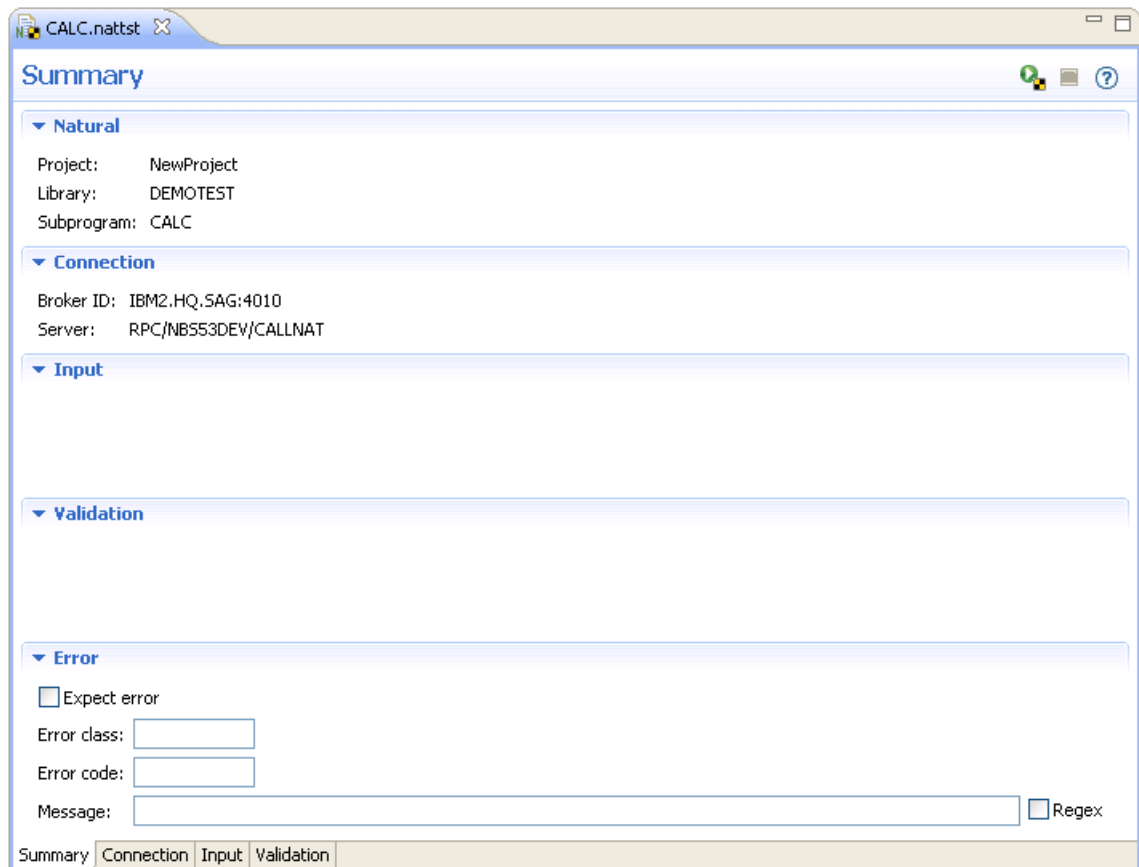 CALC.nattst
Summary
Natural
Project: NewProject
Library: DEMOTEST
Subprogram: CALC
Connection
Broker ID: IBM2.HQ.SAG:4010
Server: RPC/NBS53DEV/CALLNAT
Input
Validation
Error
Expect error
Error class:
Error code:
Message: Regex
Summary Connection Input Validation